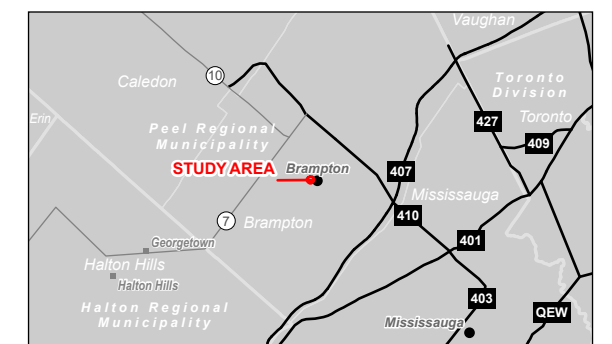 Vaughan
10
Caledon
Toronto
Division
Erin
427
Toronto
Peel Regional
Municipality
409
STUDY AREA
Brampton
407
Mississauga
410
7
Brampton
Georgetown
401
Halton Hills
Halton Hills
403
Halton Regional
Municipality
QEW
Mississauga